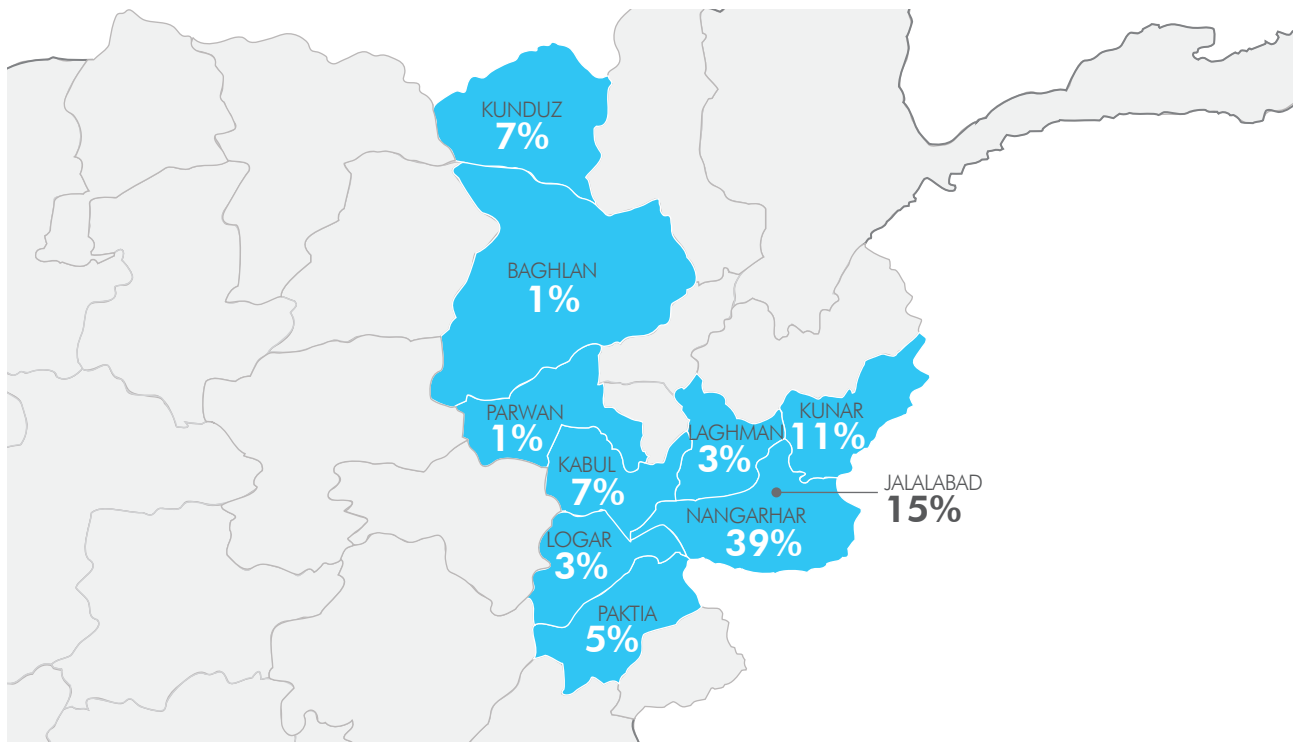 KUNDUZ
7%
BAGHLAN
1%
PARWAN
1%
KABUL
7%
LAGHMAN
3%
KUNAR
11%
JALALABAD
15%
NANGARHAR
39%
LOGAR
3%
PAKTIA
5%